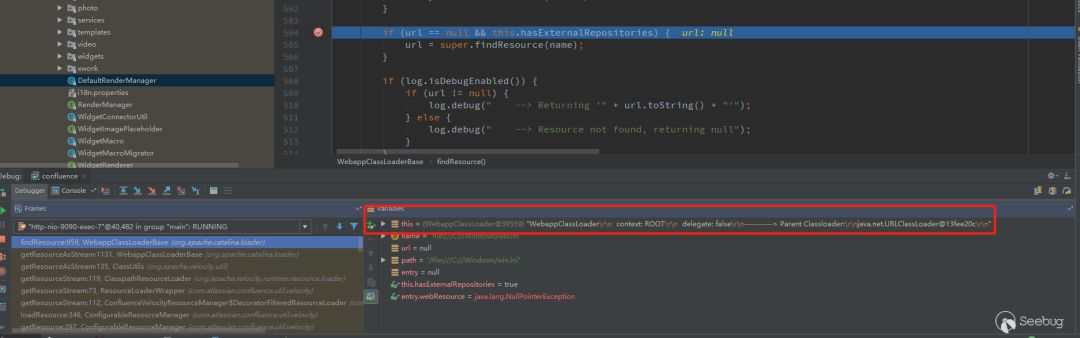 photo
services
templates
video
widgets
xwork
DefaultRenderManager
i18n.properties
RenderManager
WidgetConnectorUtil
WidgetImagePlaceholder
WidgetMacro
WidgetMacroMigrator
WidgetRenderer
502 }
503
504 if (url == null && this.hasExternalRepositories) { url: null
505 url = super.findResource(name);
506 }
507
508 if (log.isDebugEnabled()) {
509 if (url != null) {
510 log.debug(" --> Returning '" + url.toString() + "'");
511 } else {
512 log.debug(" --> Resource not found, returning null");
513 }
514 }
WebappClassLoaderBase › findResource()
Debug: confluence
Debugger Console
Frames
Variables
"http-nio-9090-exec-7"@40,482 in group "main": RUNNING
findResource:959, WebappClassLoaderBase (org.apache.catalina.loader)
getResourceAsStream:1131, WebappClassLoaderBase (org.apache.catalina.loader)
getResourceAsStream:135, ClassUtils (org.apache.velocity.util)
getResourceStream:119, ClasspathResourceLoader (org.apache.velocity.runtime.resource.loader)
getResourceStream:73, ResourceLoaderWrapper (com.atlassian.confluence.util.velocity)
getResourceStream:112, ConfluenceVelocityResourceManager$DecoratorFilteredResourceLoader
loadResource:346, ConfigurableResourceManager (com.atlassian.confluence.util.velocity)
getResource:297, ConfigurableResourceManager (com.atlassian.confluence.util.velocity)
this = {WebappClassLoader@39559} "WebappClassLoader\r\n context: ROOT\r\n delegate: false\r\n----------> Parent Classloader:\r\njava.net.URLClassLoader@13fee20c\r\n"
name = "file:///C://Windows/win.ini"
url = null
path = "/file:///C://Windows/win.ini"
entry = null
this.hasExternalRepositories = true
entry.webResource = java.lang.NullPointerException
Seebug